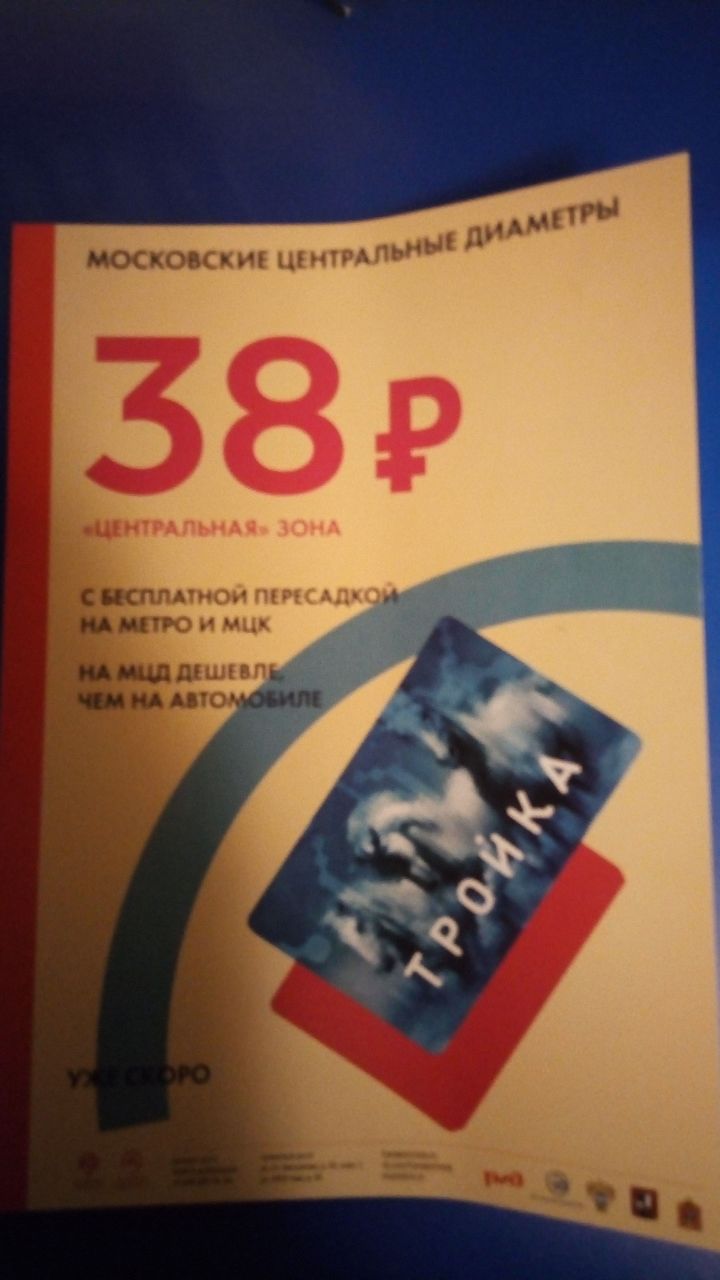 МОСКОВСКИЕ ЦЕНТРАЛЬНЫЕ ДИАМЕТРЫ
38 ₽
«ЦЕНТРАЛЬНАЯ» ЗОНА
С БЕСПЛАТНОЙ ПЕРЕСАДКОЙ
НА МЕТРО И МЦК
НА МЦД ДЕШЕВЛЕ,
ЧЕМ НА АВТОМОБИЛЕ
ТРОЙКА
УЖЕ СКОРО
РЖД